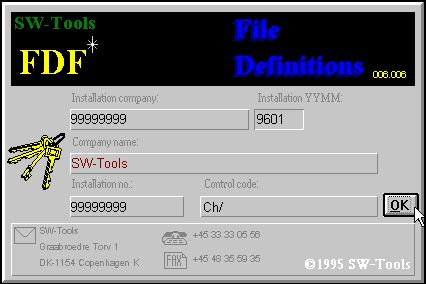 SW-Tools
FDF*
File
Definitions 006.006
Installation company: Installation YYMM:
99999999 9601
Company name:
SW-Tools
Installation no.: Control code:
99999999 Ch/
OK
SW-Tools
Graabroedre Torv 1
DK-1154 Copenhagen K
+45 33 33 05 56
FAX +45 48 35 59 35
©1995 SW-Tools